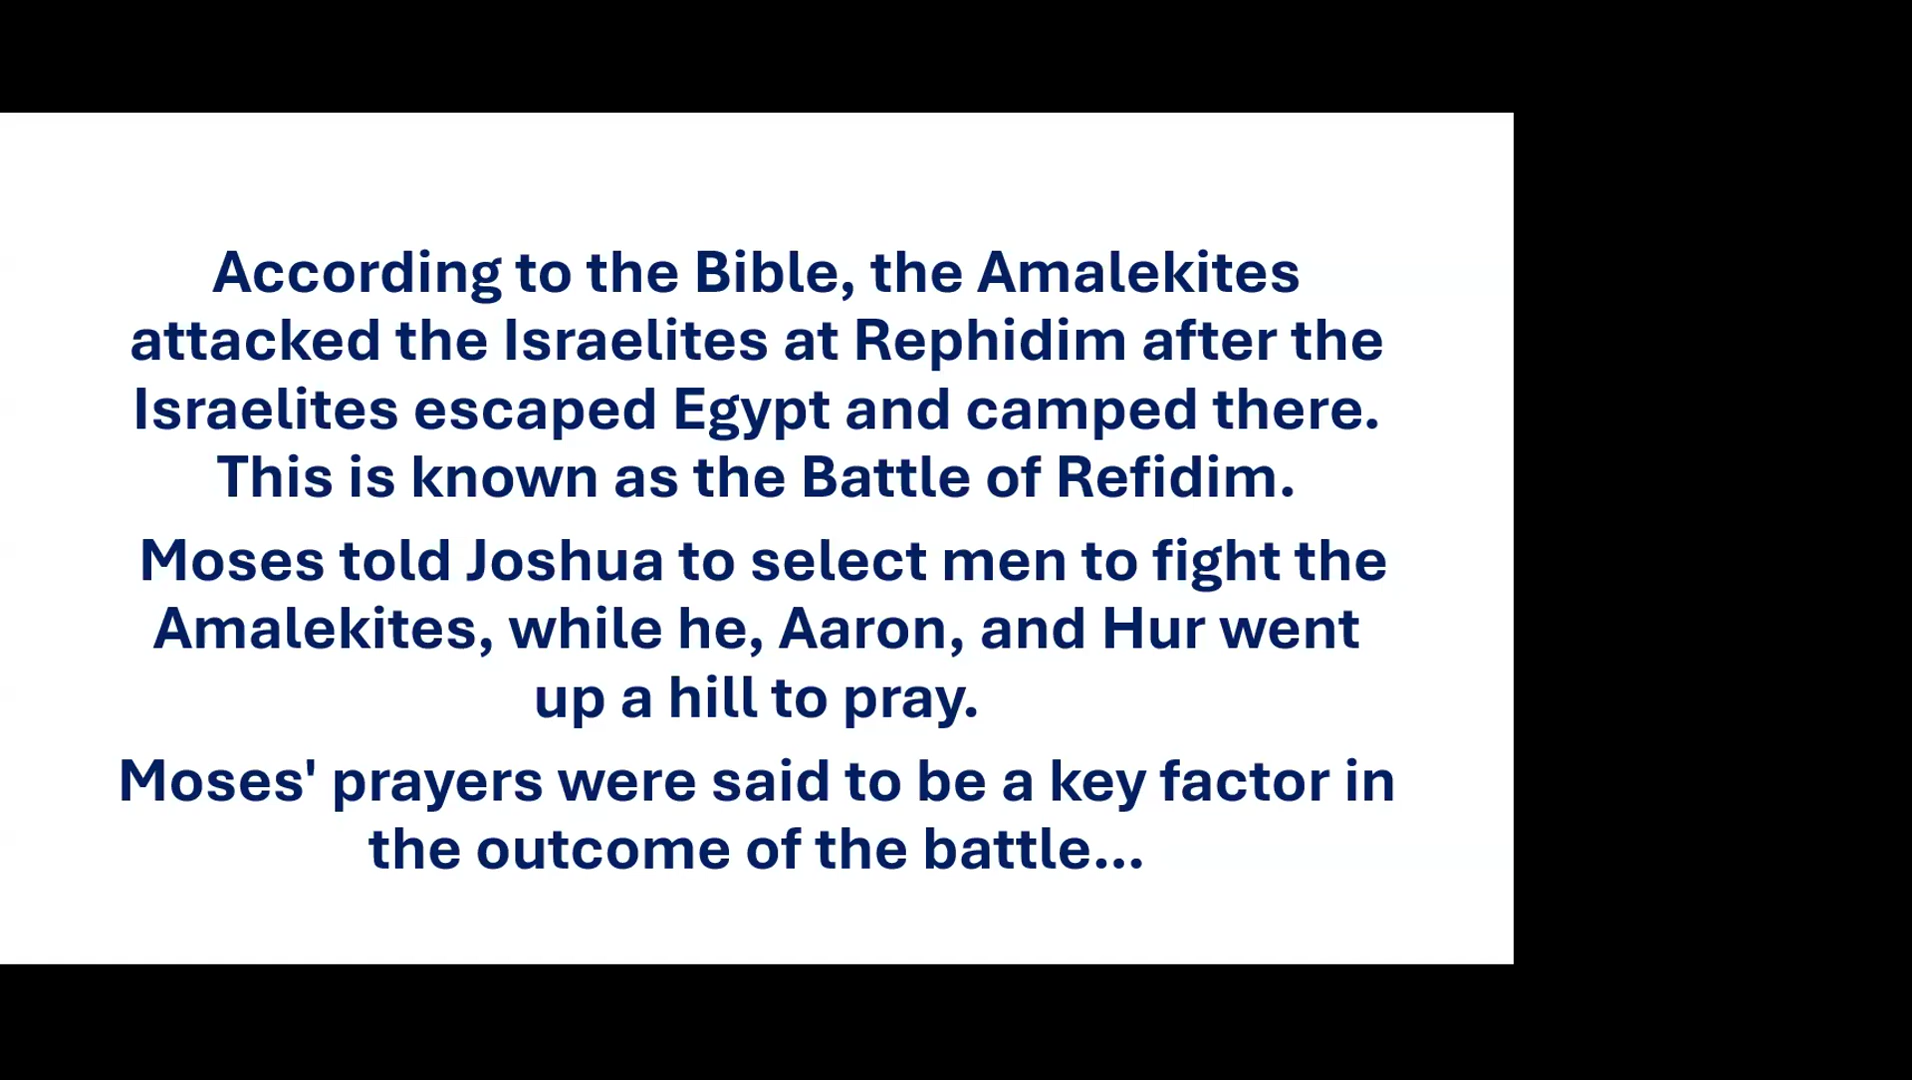 According to the Bible, the Amalekites
attacked the Israelites at Rephidim after the
Israelites escaped Egypt and camped there.
This is known as the Battle of Refidim.
Moses told Joshua to select men to fight the
Amalekites, while he, Aaron, and Hur went
up a hill to pray.
Moses' prayers were said to be a key factor in
the outcome of the battle...